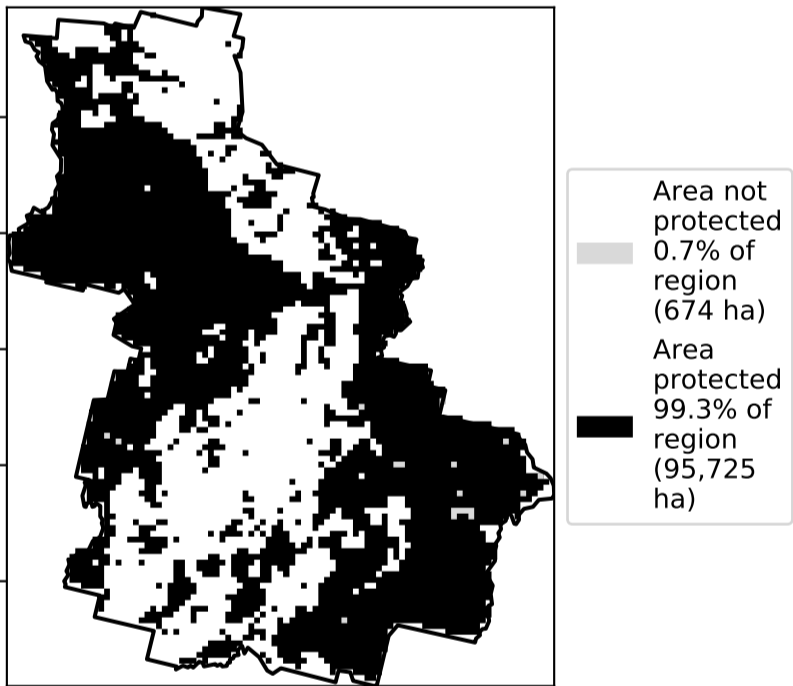 Area not
protected
0.7% of
region
(674 ha)
Area
protected
99.3% of
region
(95,725
ha)